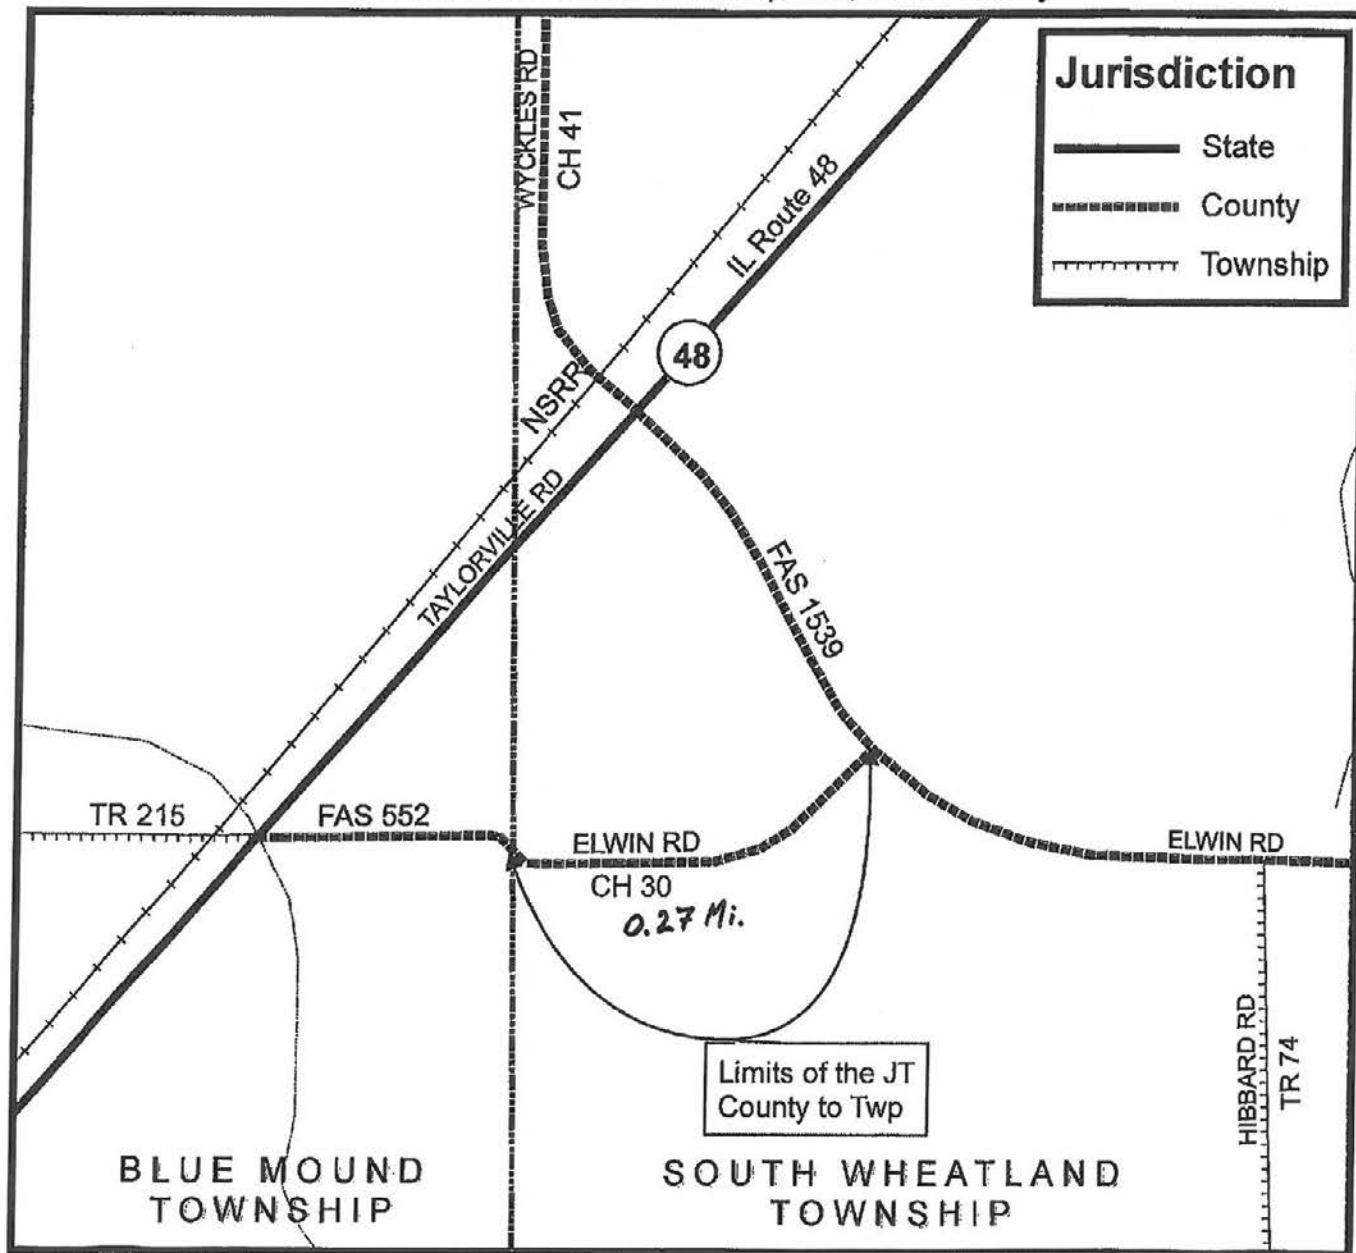 Jurisdiction
State
County
Township
WYCKLES RD
CH 41
IL Route 48
48
NSRR
TAYLORVILLE RD
FAS 1539
TR 215
FAS 552
ELWIN RD
CH 30
0.27 Mi.
ELWIN RD
HIBBARD RD
TR 74
Limits of the JT
County to Twp
BLUE MOUND
TOWNSHIP
SOUTH WHEATLAND
TOWNSHIP